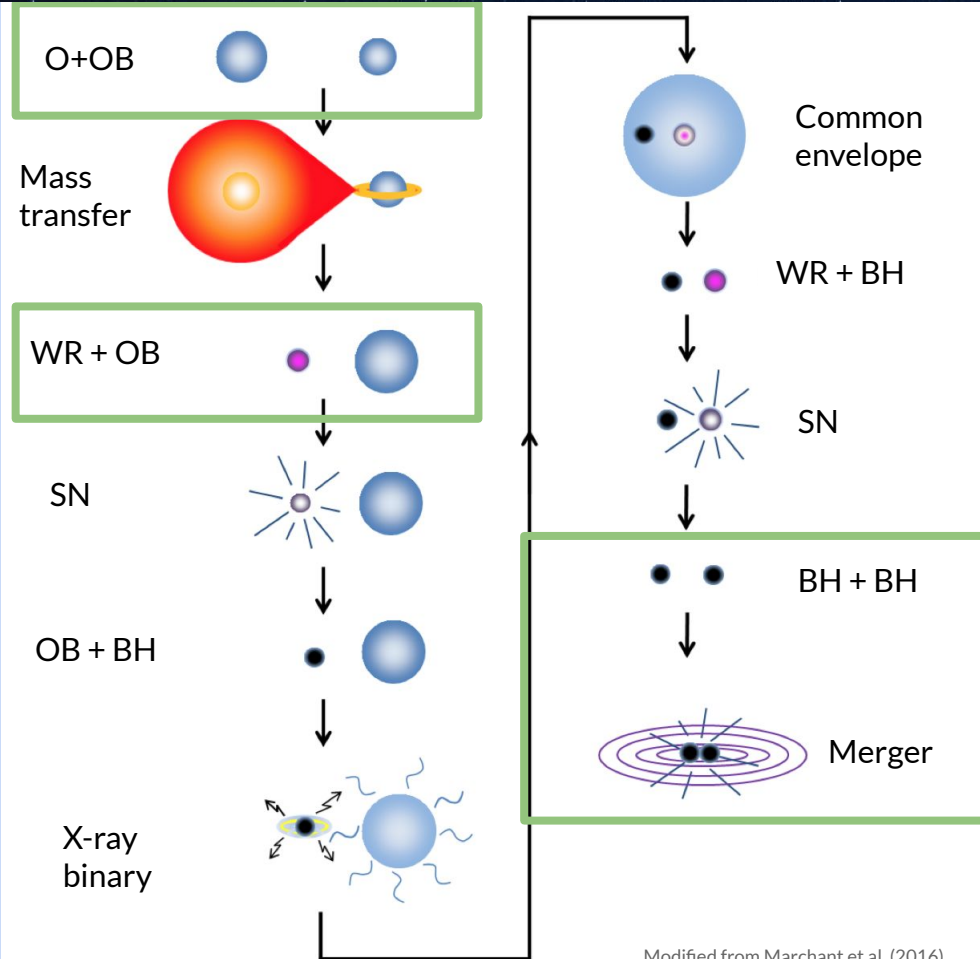 O+OB
Mass
transfer
WR + OB
SN
OB + BH
X-ray
binary
Common
envelope
WR + BH
SN
BH + BH
Merger
Modified from Marchant et al. (2016)